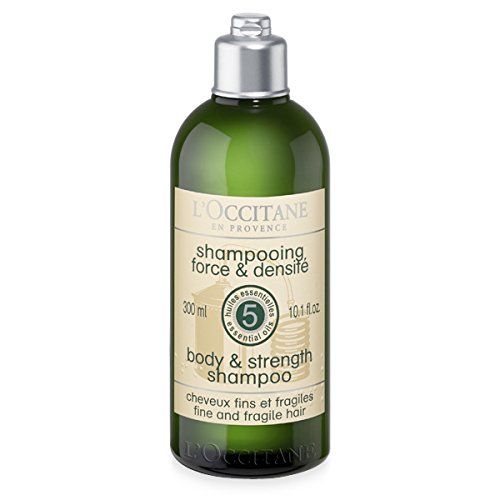 L'OCCITANE
EN PROVENCE
shampooing
force & densité
300 ml
huiles essentielles
5
essential oils
10.1 fl.oz.
body & strength
shampoo
cheveux fins et fragiles
fine and fragile hair
L'OCCITANE